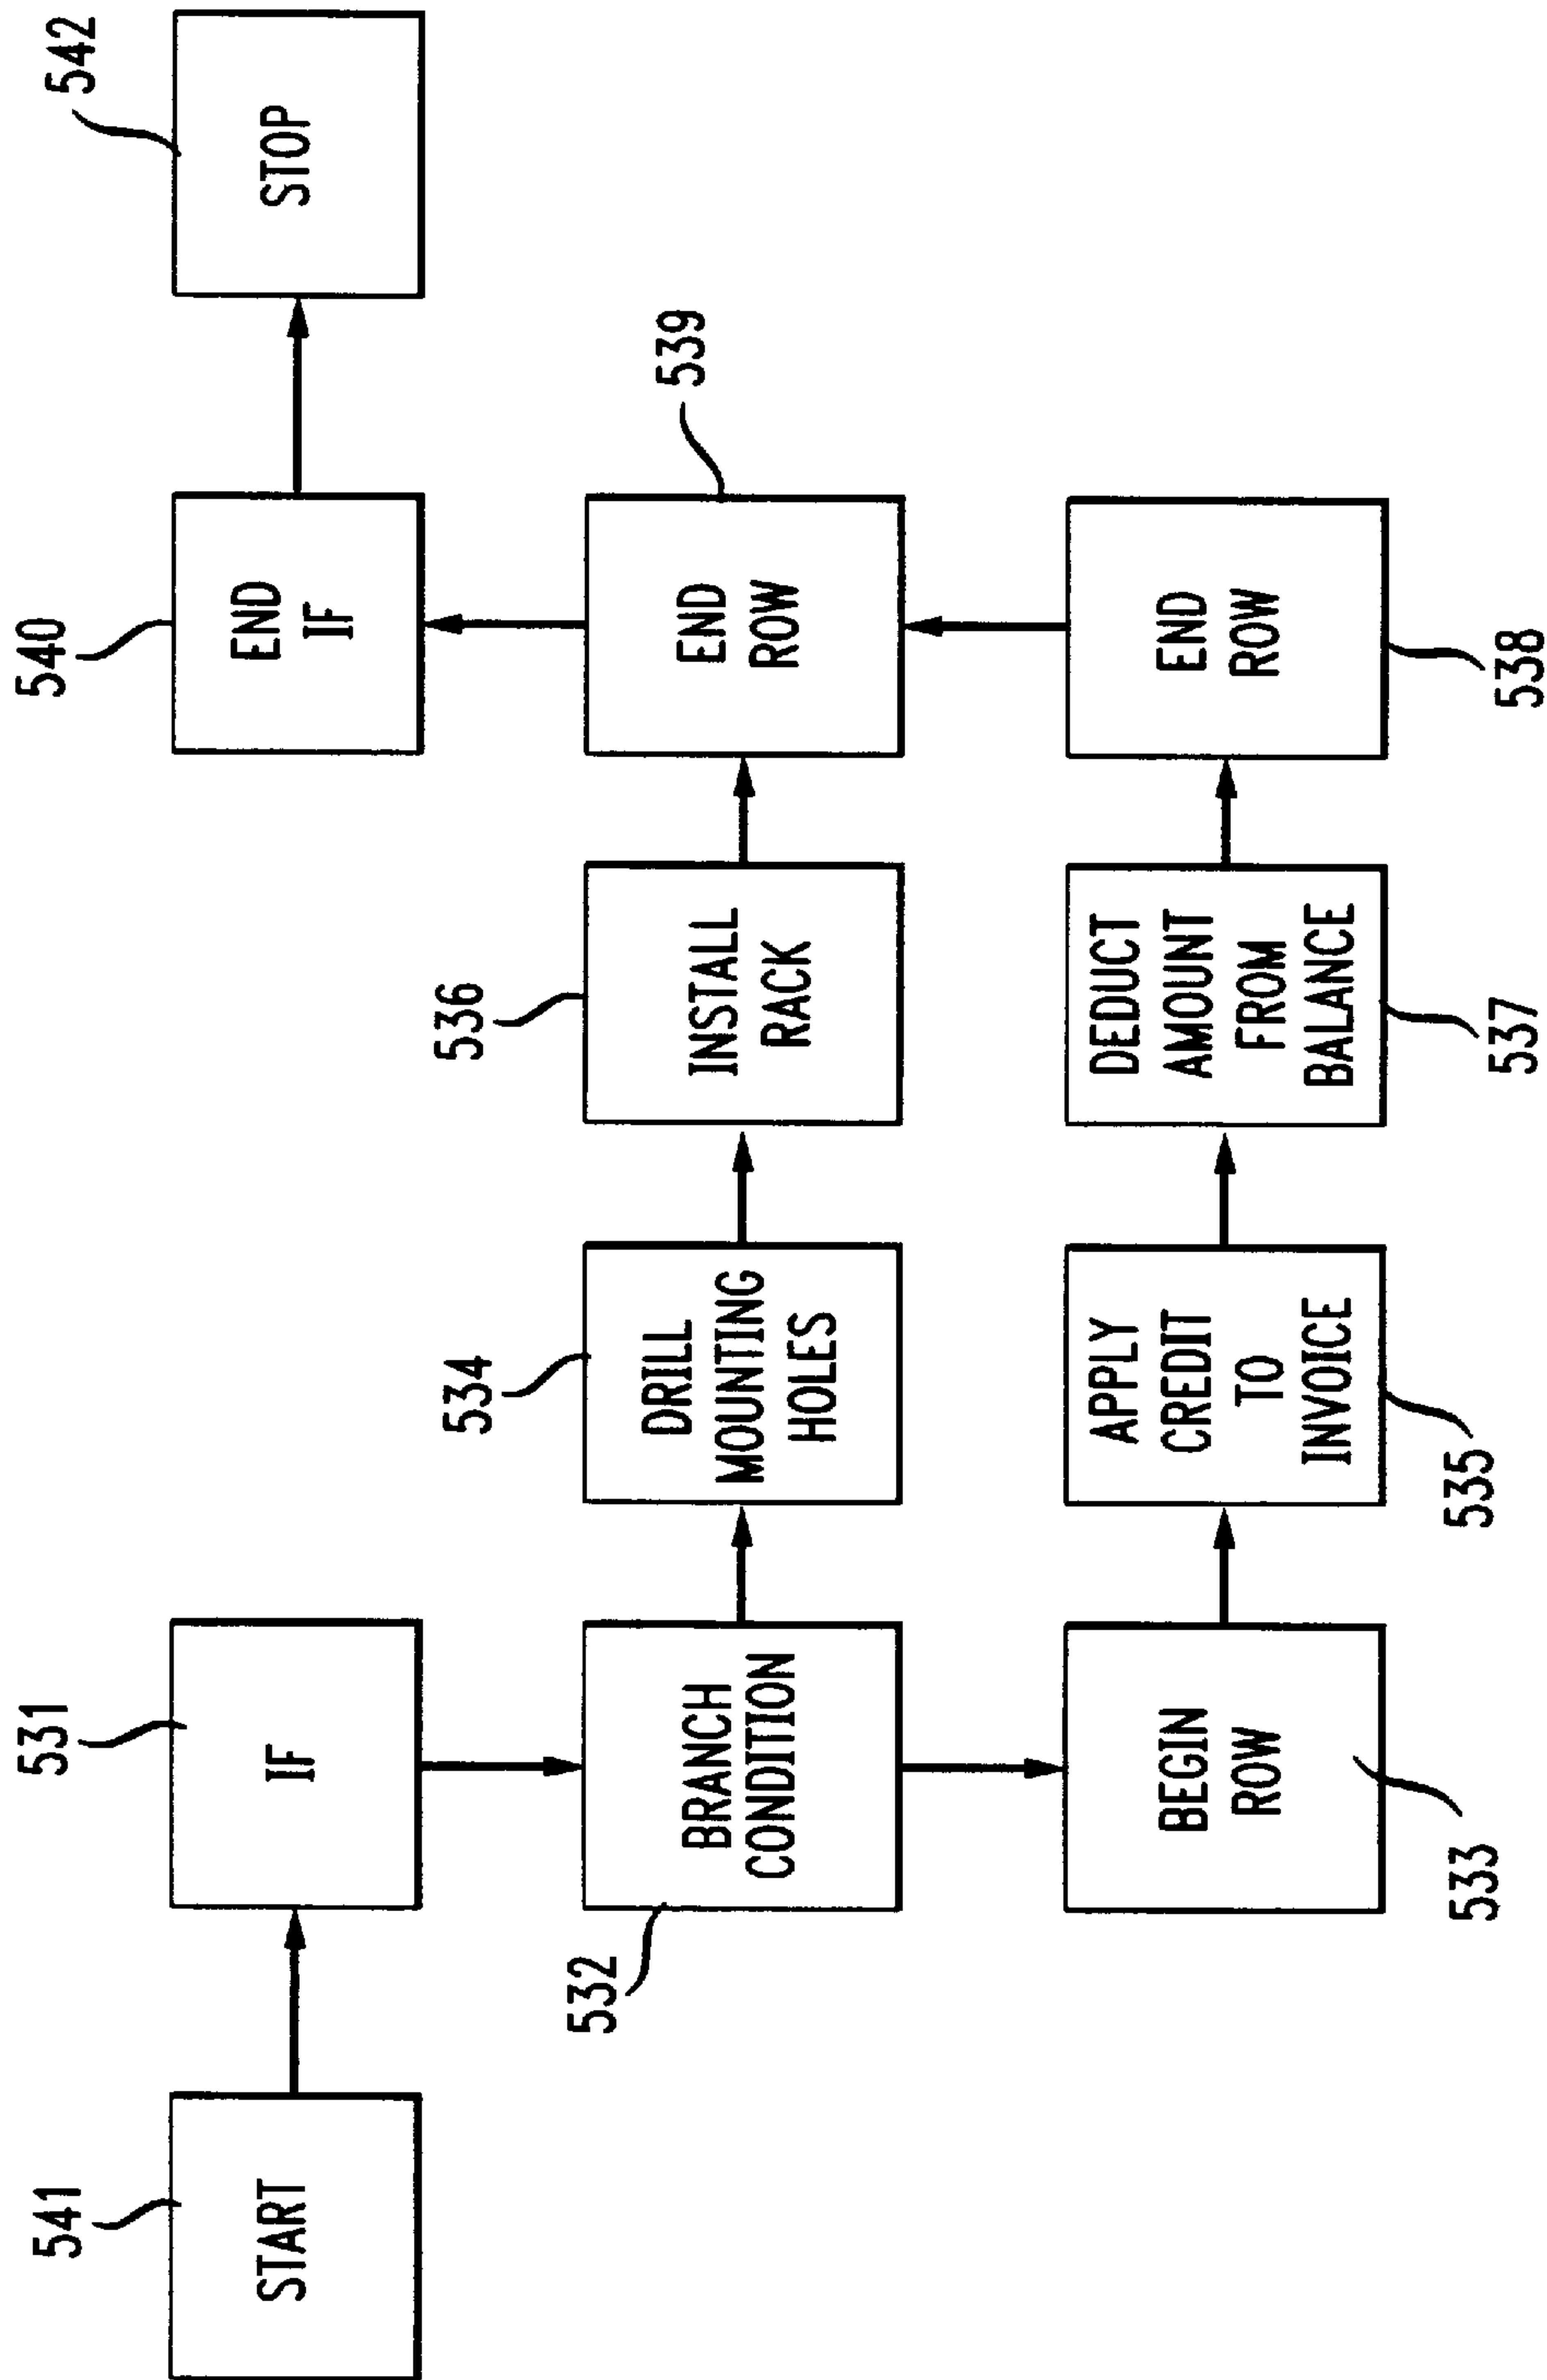 541
START
531
IF
540
END
IF
542
STOP
532
BRANCH
CONDITION
534
DRILL
MOUNTING
HOLES
536
INSTALL
RACK
539
END
ROW
533
BEGIN
ROW
535
APPLY
CREDIT
TO
INVOICE
537
DEDUCT
AMOUNT
FROM
BALANCE
538
END
ROW